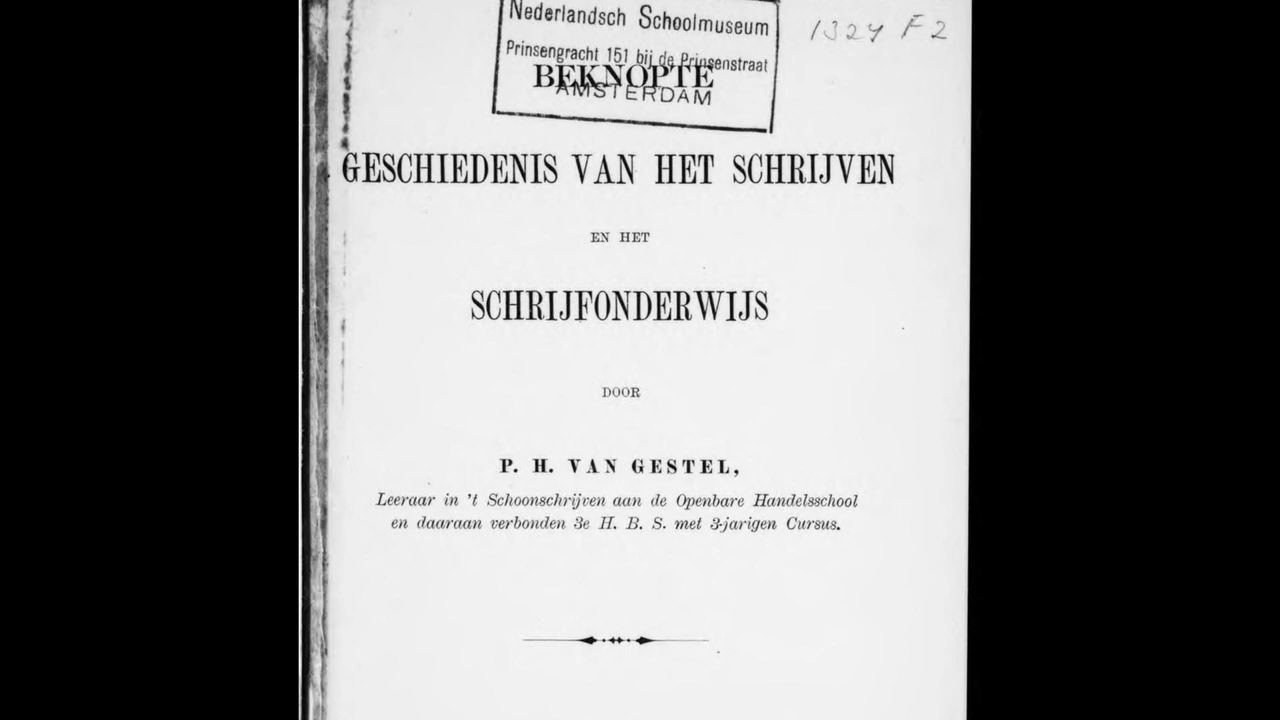 Nederlandsch Schoolmuseum
1324 F2
Prinsengracht 151 bij de Prinsenstraat
BEKNOPTE
AMSTERDAM
GESCHIEDENIS VAN HET SCHRIJVEN
EN HET
SCHRIJFONDERWIJS
DOOR
P. H. VAN GESTEL,
Leeraar in 't Schoonschrijven aan de Openbare Handelsschool
en daaraan verbonden 3e H. B. S. met 3-jarigen Cursus.